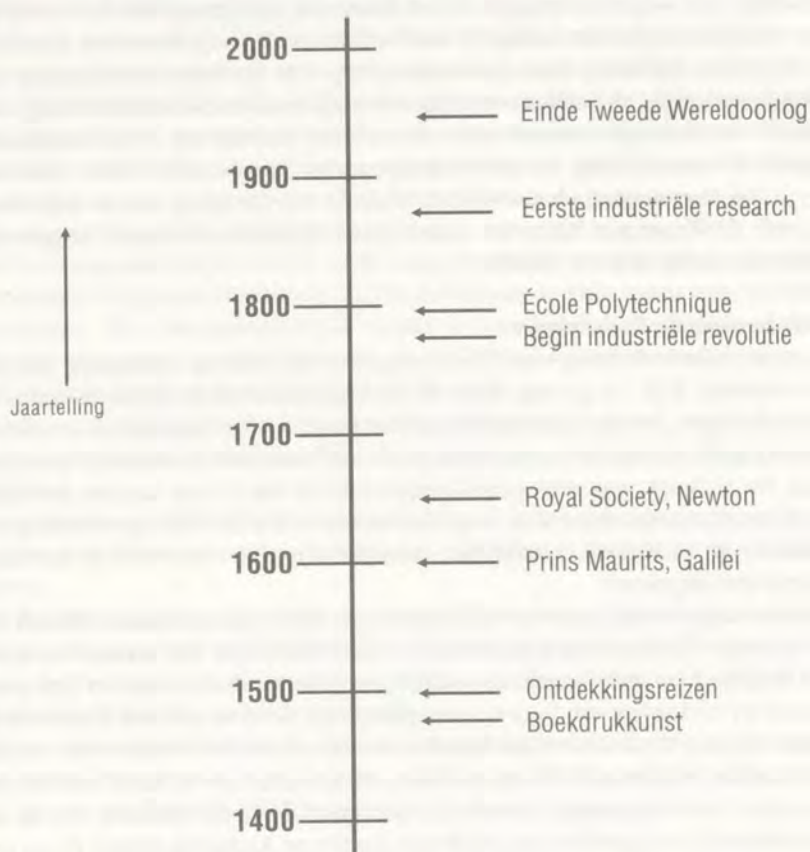 2000
Einde Tweede Wereldoorlog
1900
Eerste industriële research
1800
École Polytechnique
Begin industriële revolutie
Jaartelling
1700
Royal Society, Newton
1600
Prins Maurits, Galilei
1500
Ontdekkingsreizen
Boekdrukkunst
1400